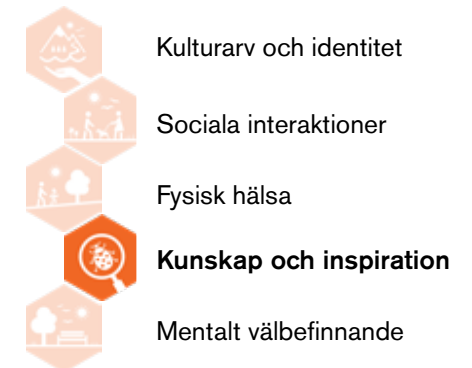 Kulturarv och identitet
Sociala interaktioner
Fysisk hälsa
Kunskap och inspiration
Mentalt välbefinnande